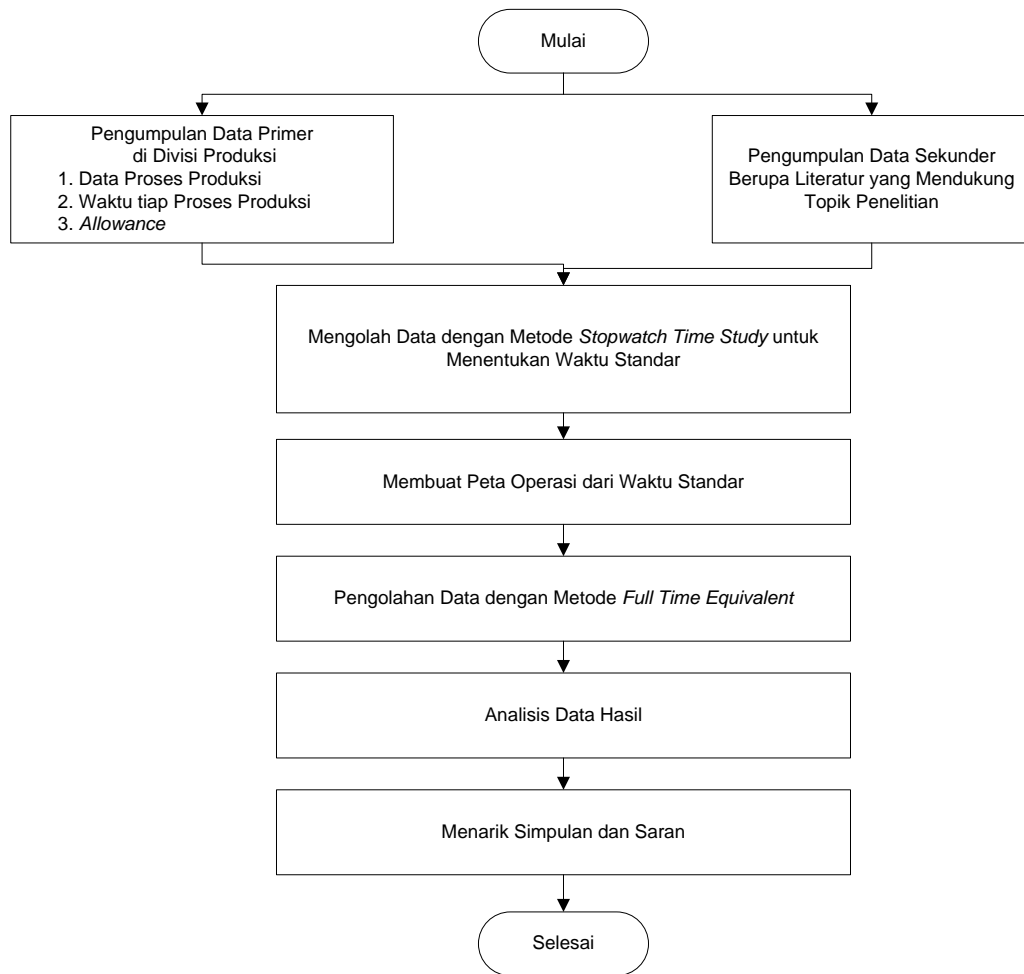 Mulai
Pengumpulan Data Primer
di Divisi Produksi
1. Data Proses Produksi
2. Waktu tiap Proses Produksi
3. Allowance
Pengumpulan Data Sekunder
Berupa Literatur yang Mendukung
Topik Penelitian
Mengolah Data dengan Metode Stopwatch Time Study untuk
Menentukan Waktu Standar
Membuat Peta Operasi dari Waktu Standar
Pengolahan Data dengan Metode Full Time Equivalent
Analisis Data Hasil
Menarik Simpulan dan Saran
Selesai